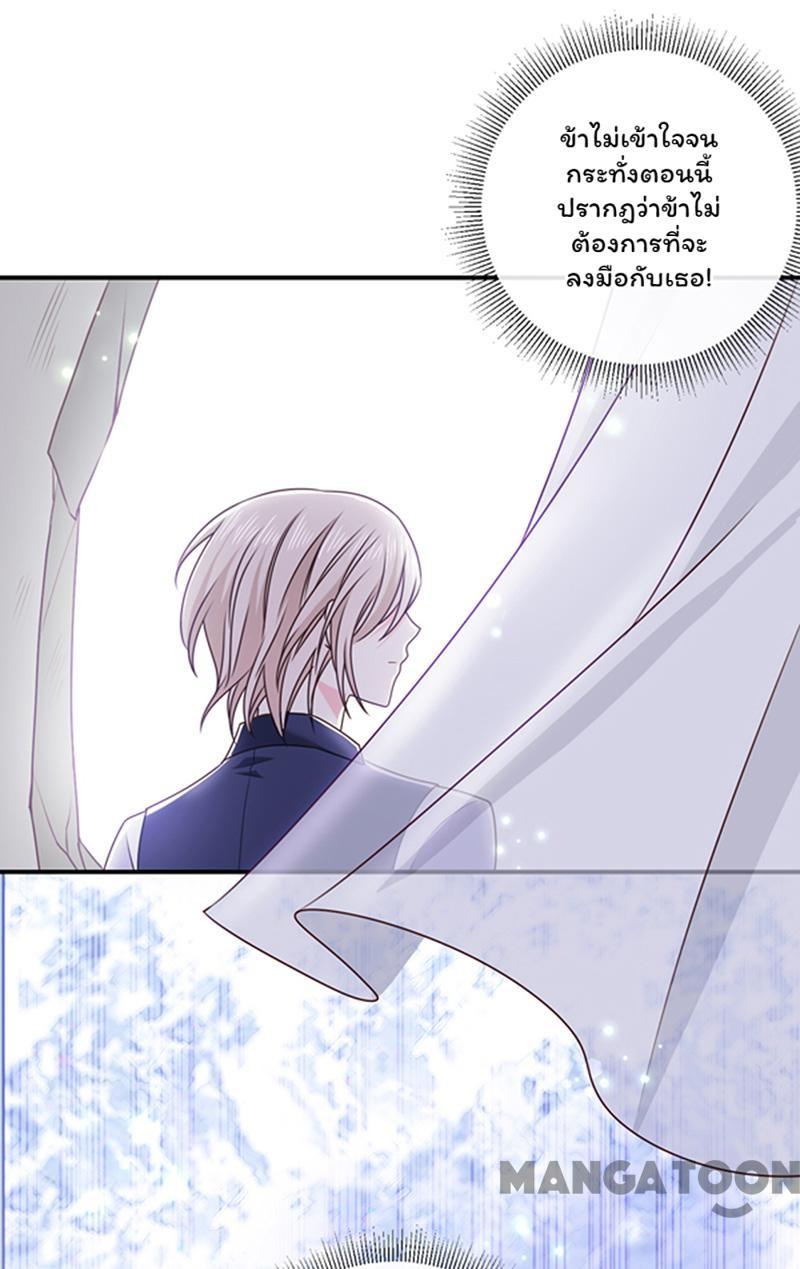 ข้าไม่เข้าใจจน
กระทั่งตอนนี้
ปรากฎว่าข้าไม่
ต้องการที่จะ
ลงมือกับเธอ!
MANGATOON